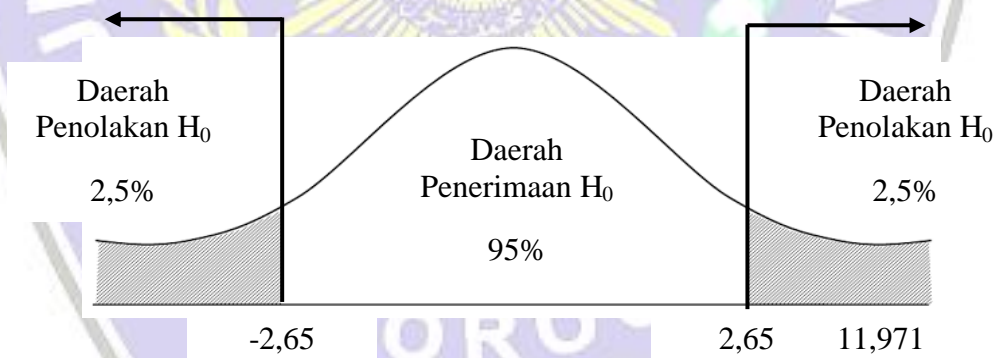 Daerah
Penolakan H₀
2,5%
Daerah
Penerimaan H₀
95%
Daerah
Penolakan H₀
2,5%
-2,65
2,65
11,971